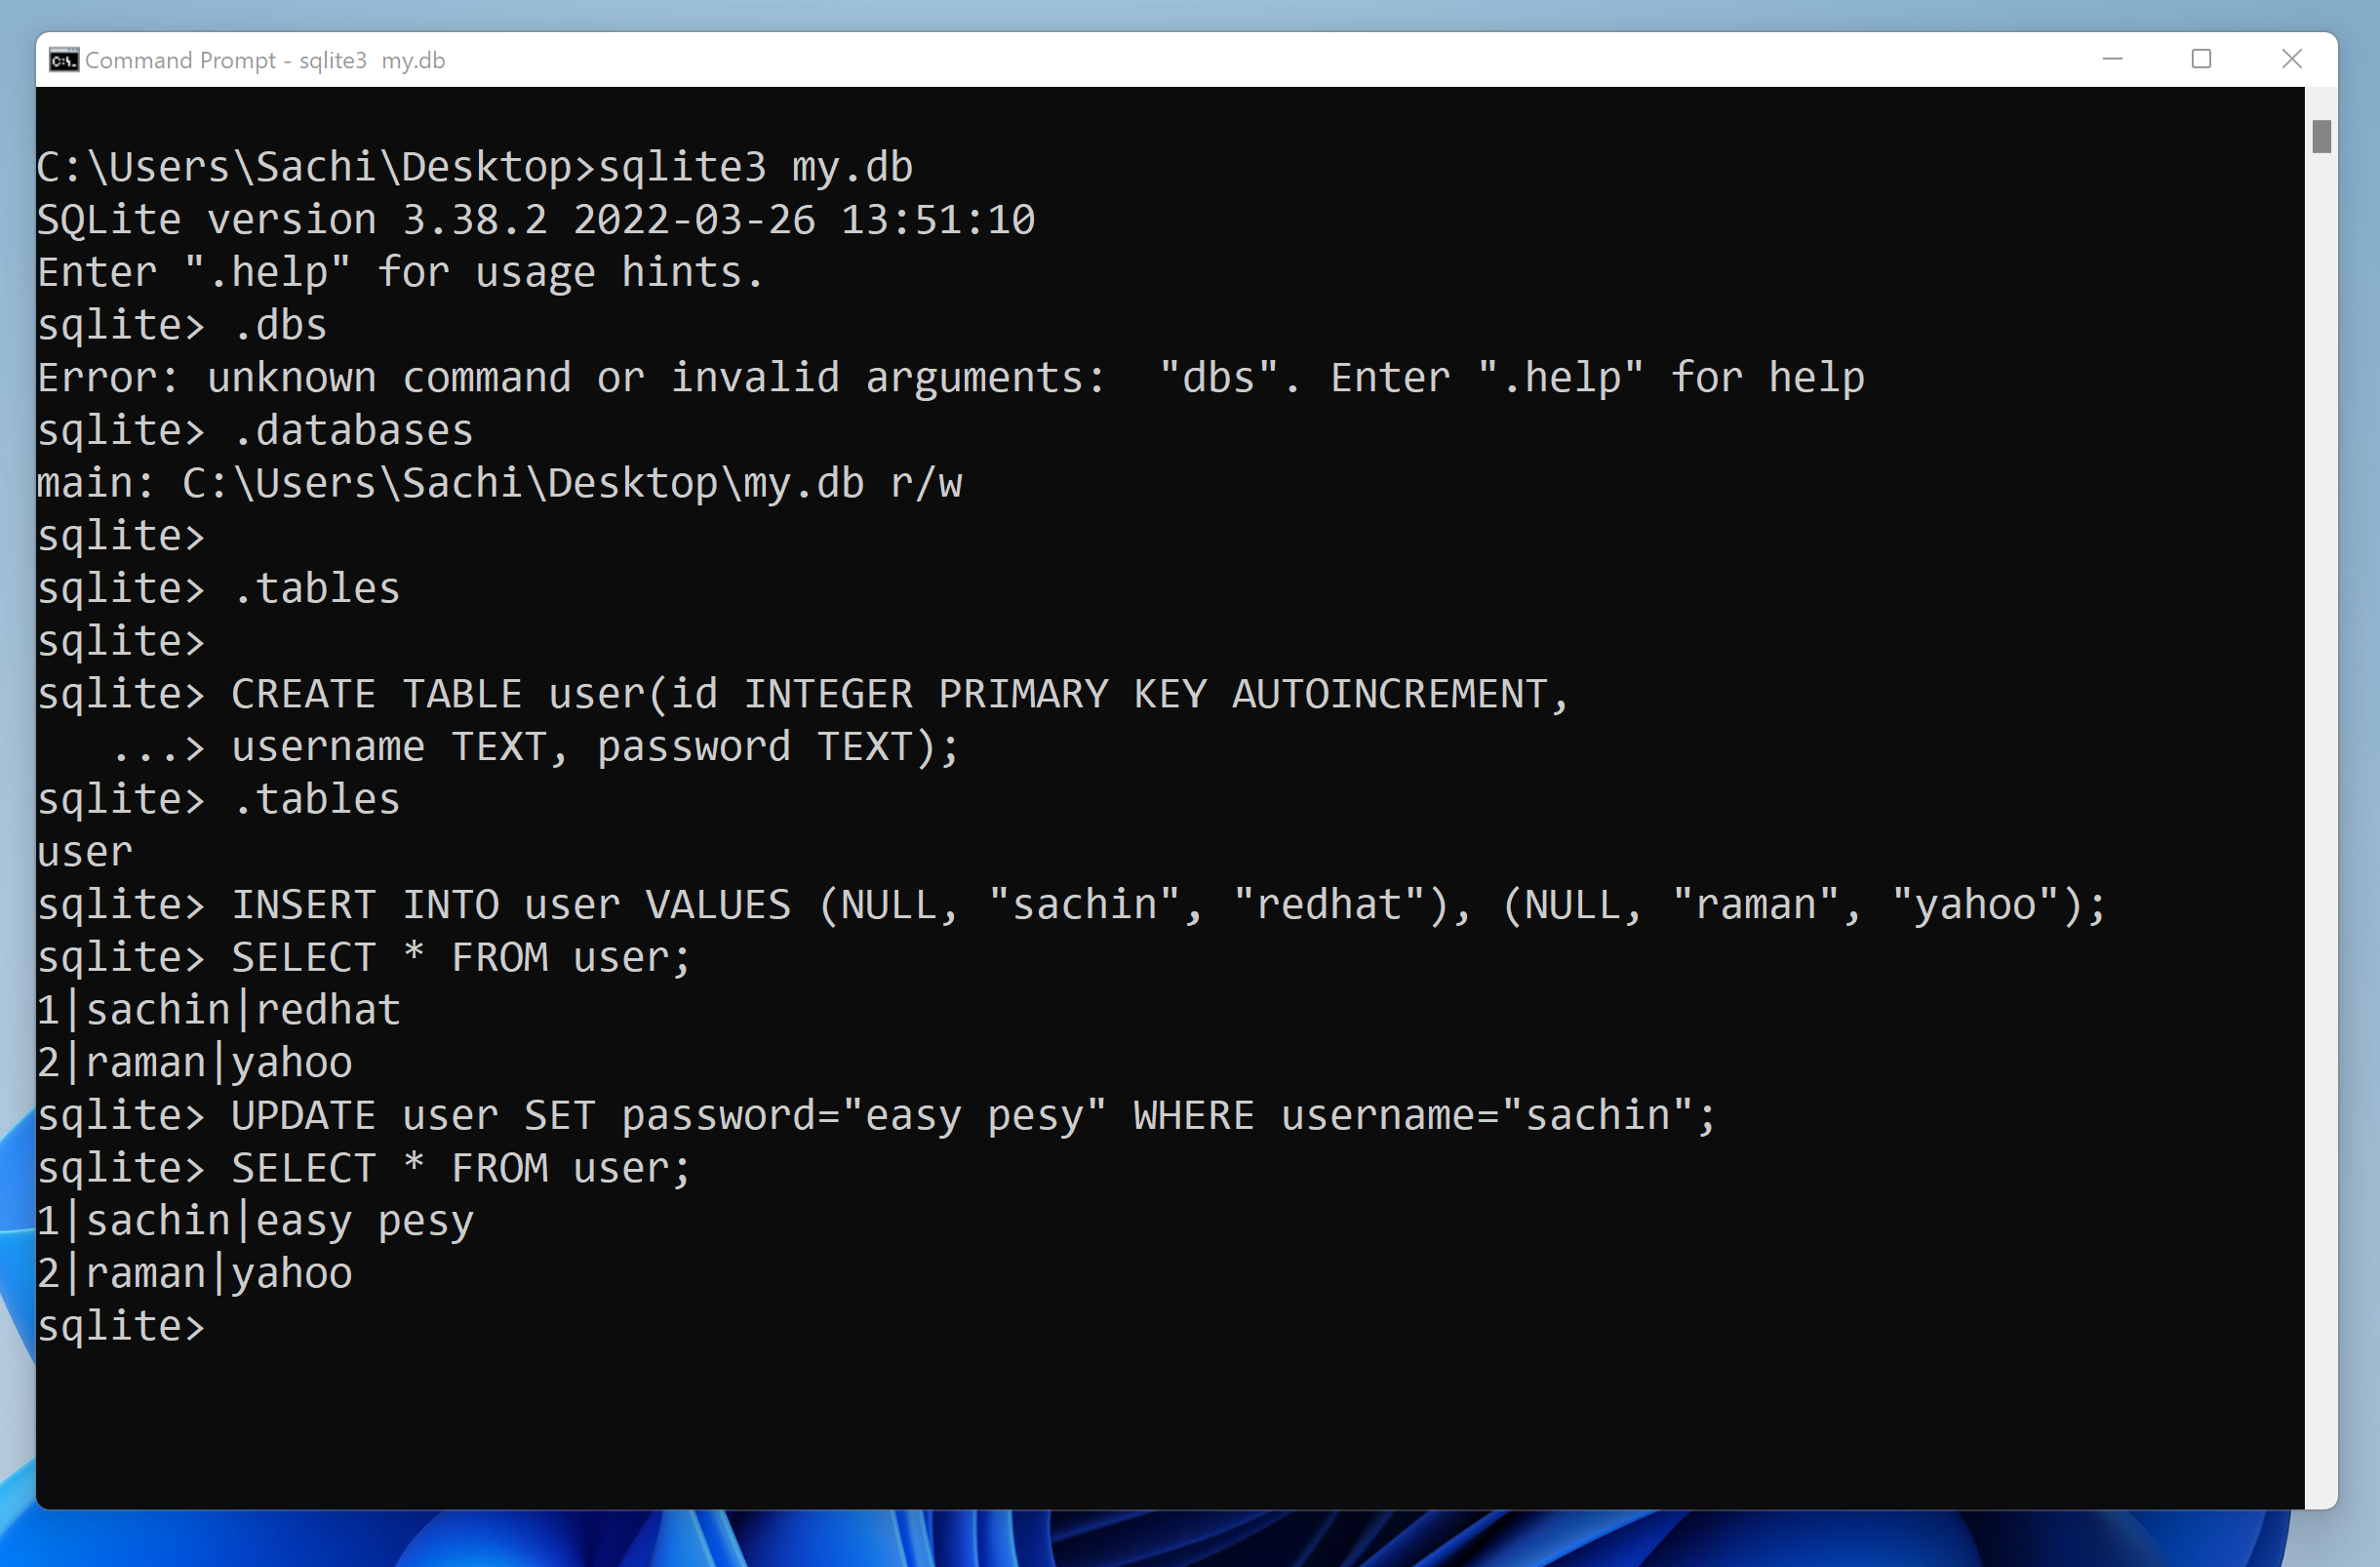 Command Prompt - sqlite3  my.db
C:\Users\Sachi\Desktop>sqlite3 my.db
SQLite version 3.38.2 2022-03-26 13:51:10
Enter ".help" for usage hints.
sqlite> .dbs
Error: unknown command or invalid arguments:  "dbs". Enter ".help" for help
sqlite> .databases
main: C:\Users\Sachi\Desktop\my.db r/w
sqlite>
sqlite> .tables
sqlite>
sqlite> CREATE TABLE user(id INTEGER PRIMARY KEY AUTOINCREMENT,
   ...> username TEXT, password TEXT);
sqlite> .tables
user
sqlite> INSERT INTO user VALUES (NULL, "sachin", "redhat"), (NULL, "raman", "yahoo");
sqlite> SELECT * FROM user;
1|sachin|redhat
2|raman|yahoo
sqlite> UPDATE user SET password="easy pesy" WHERE username="sachin";
sqlite> SELECT * FROM user;
1|sachin|easy pesy
2|raman|yahoo
sqlite>